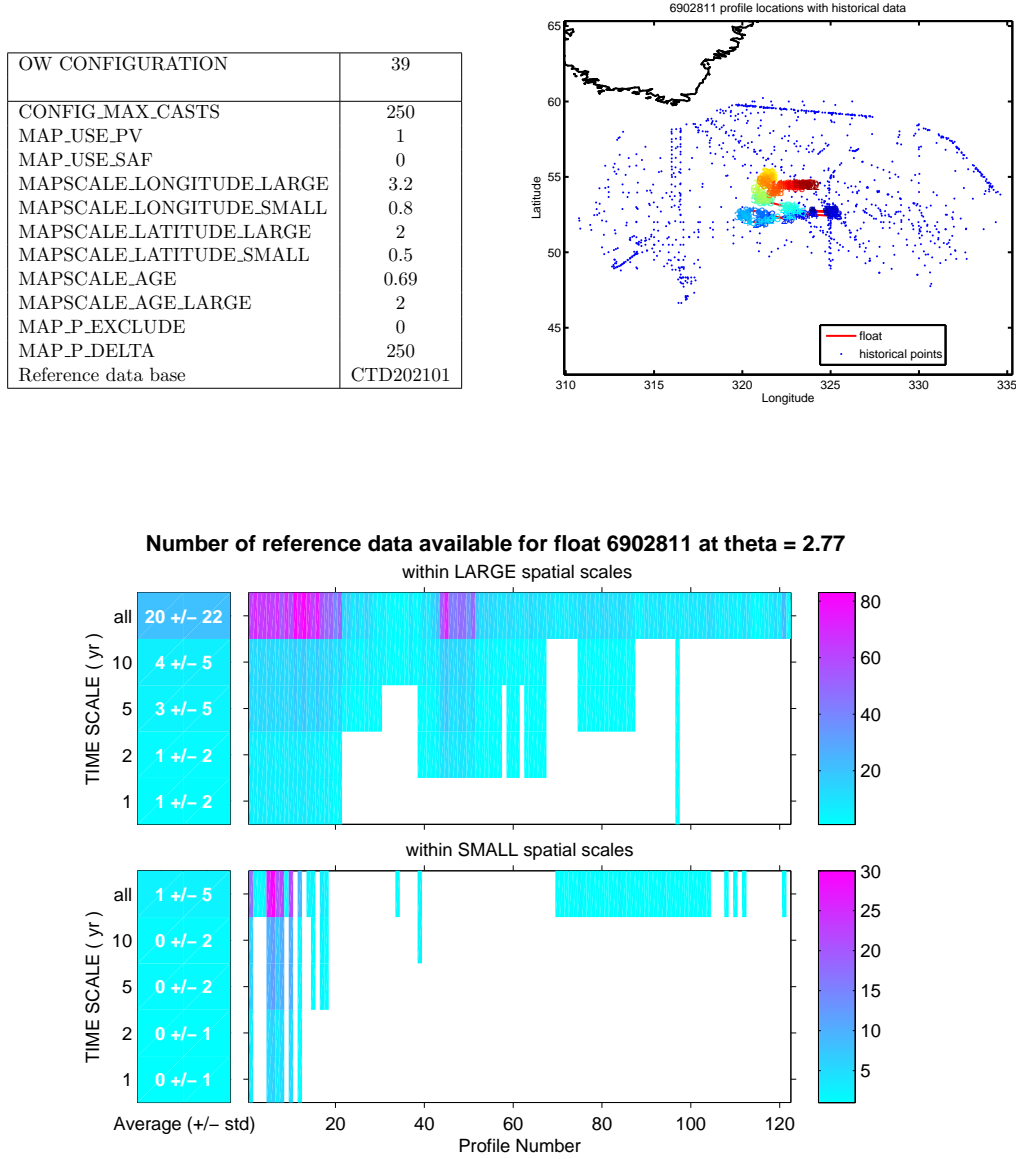 OW CONFIGURATION 39
CONFIG_MAX_CASTS 250
MAP_USE_PV 1
MAP_USE_SAF 0
MAPSCALE_LONGITUDE_LARGE 3.2
MAPSCALE_LONGITUDE_SMALL 0.8
MAPSCALE_LATITUDE_LARGE 2
MAPSCALE_LATITUDE_SMALL 0.5
MAPSCALE_AGE 0.69
MAPSCALE_AGE_LARGE 2
MAP_P_EXCLUDE 0
MAP_P_DELTA 250
Reference data base CTD202101
6902811 profile locations with historical data
65
60
55
50
45
Latitude
310 315 320 325 330 335
Longitude
float
historical points
Number of reference data available for float 6902811 at theta = 2.77
within LARGE spatial scales
TIME SCALE ( yr )
all 20 +/− 22
10 4 +/− 5
5 3 +/− 5
2 1 +/− 2
1 1 +/− 2
20 40 60 80 100 120
80
60
40
20
within SMALL spatial scales
TIME SCALE ( yr )
all 1 +/− 5
10 0 +/− 2
5 0 +/− 2
2 0 +/− 1
1 0 +/− 1
30
25
20
15
10
5
Average (+/− std) 20 40 60 80 100 120
Profile Number